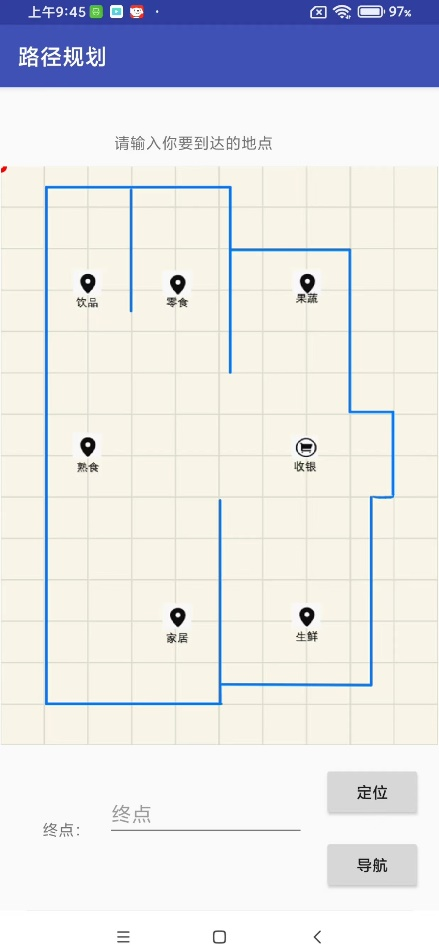 上午9:45
97%
路径规划
请输入你要到达的地点
饮品
零食
果蔬
熟食
收银
家居
生鲜
定位
终点：
终点
导航